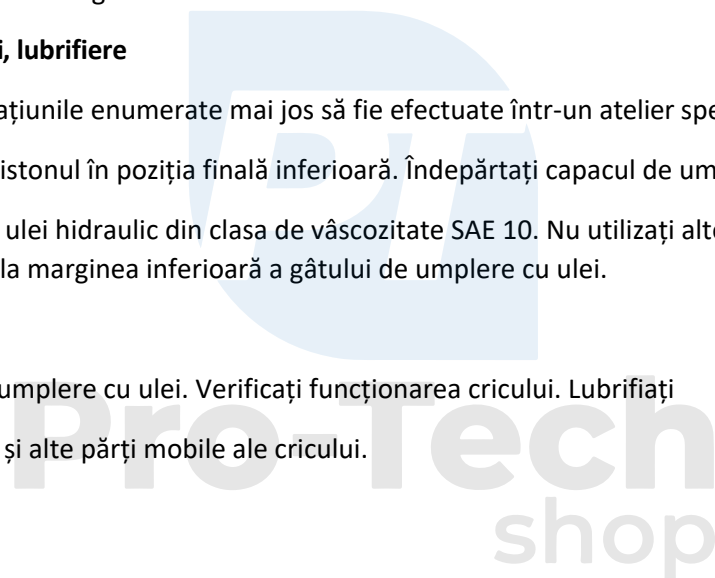 i, lubrifiere
ațiunile enumerate mai jos să fie efectuate într-un atelier spe
istonul în poziția finală inferioară. Îndepărtați capacul de um
ulei hidraulic din clasa de vâscozitate SAE 10. Nu utilizați alte
la marginea inferioară a gâtului de umplere cu ulei.
umplere cu ulei. Verificați funcționarea cricului. Lubrifiați
și alte părți mobile ale cricului.
PT
Pro-Tech
shop